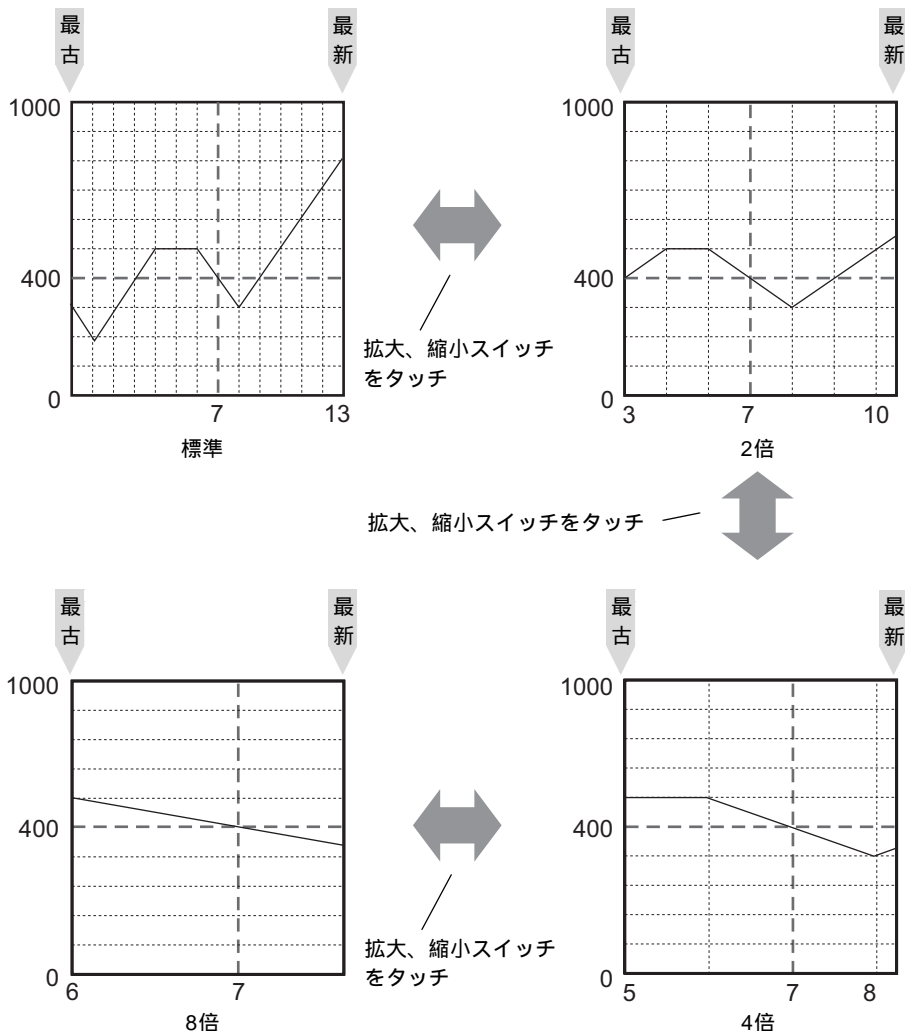 最古
最新
1000
400
0
7
13
標準
拡大、縮小スイッチ
をタッチ
最古
最新
1000
400
0
3
7
10
2倍
拡大、縮小スイッチをタッチ
最古
最新
1000
400
0
6
7
8倍
拡大、縮小スイッチ
をタッチ
最古
最新
1000
400
0
5
7
8
4倍